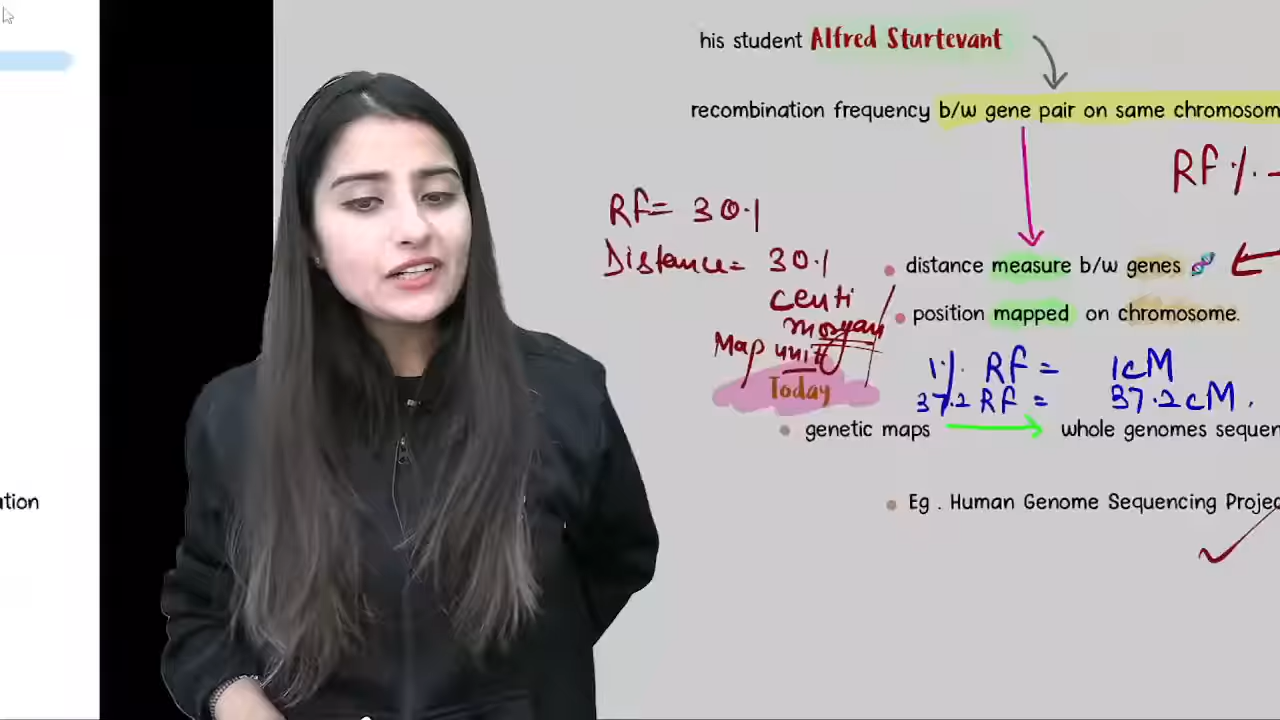 his student Alfred Sturtevant
recombination frequency b/w gene pair on same chromosom
RF %
RF = 30%
Distance = 30%
centi
morgan
Map unit
distance measure b/w genes
position mapped on chromosome.
1% RF = 1cM
37.2 RF = 37.2cM.
Today
genetic maps whole genomes sequen
Eg . Human Genome Sequencing Projec
ation